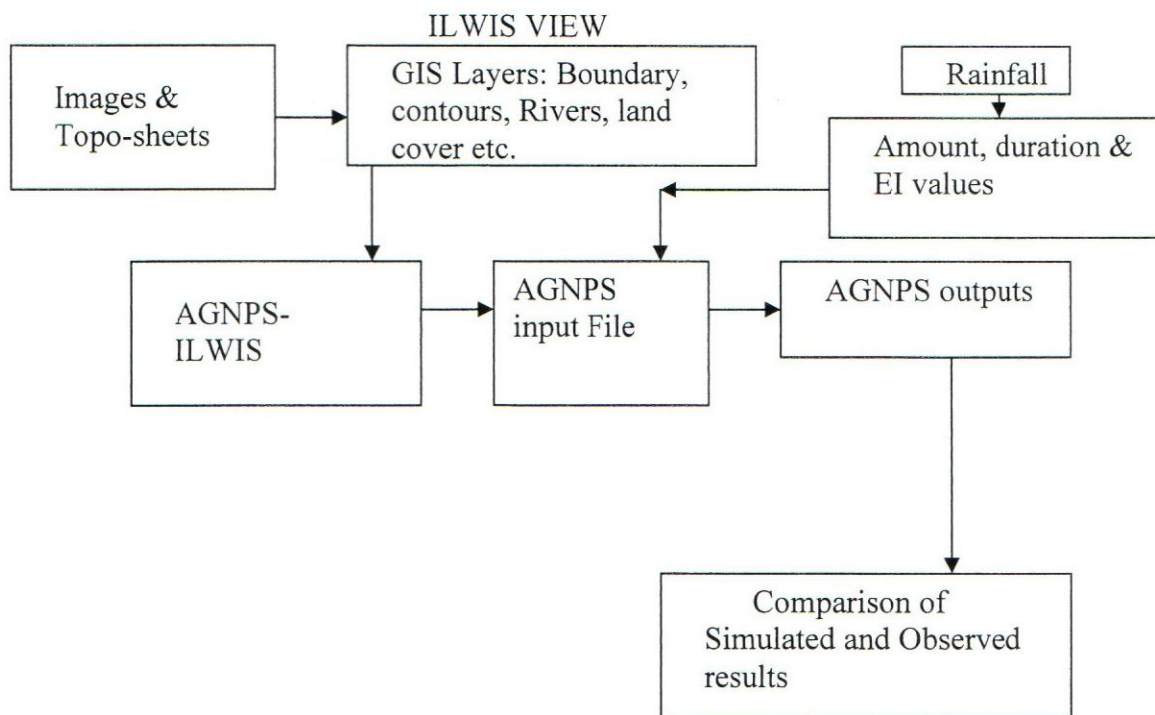 ILWIS VIEW
Images &
Topo-sheets
GIS Layers: Boundary,
contours, Rivers, land
cover etc.
Rainfall
Amount, duration &
EI values
AGNPS-
ILWIS
AGNPS
input File
AGNPS outputs
Comparison of
Simulated and Observed
results